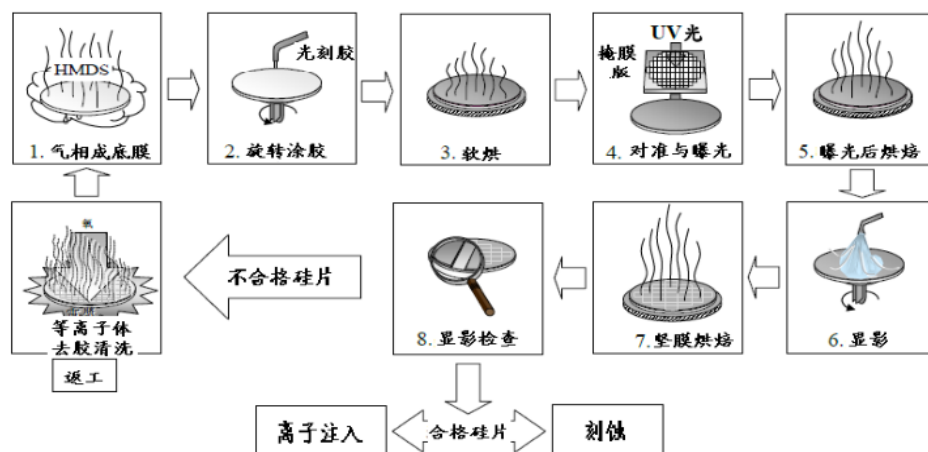 HMDS
1. 气相成底膜
光刻胶
2. 旋转涂胶
3. 软烘
UV光
掩膜
版
4. 对准与曝光
5. 曝光后烘焙
6. 显影
7. 坚膜烘焙
8. 显影检查
不合格硅片
氧
等离子体
去胶清洗
返工
离子注入
合格硅片
刻蚀